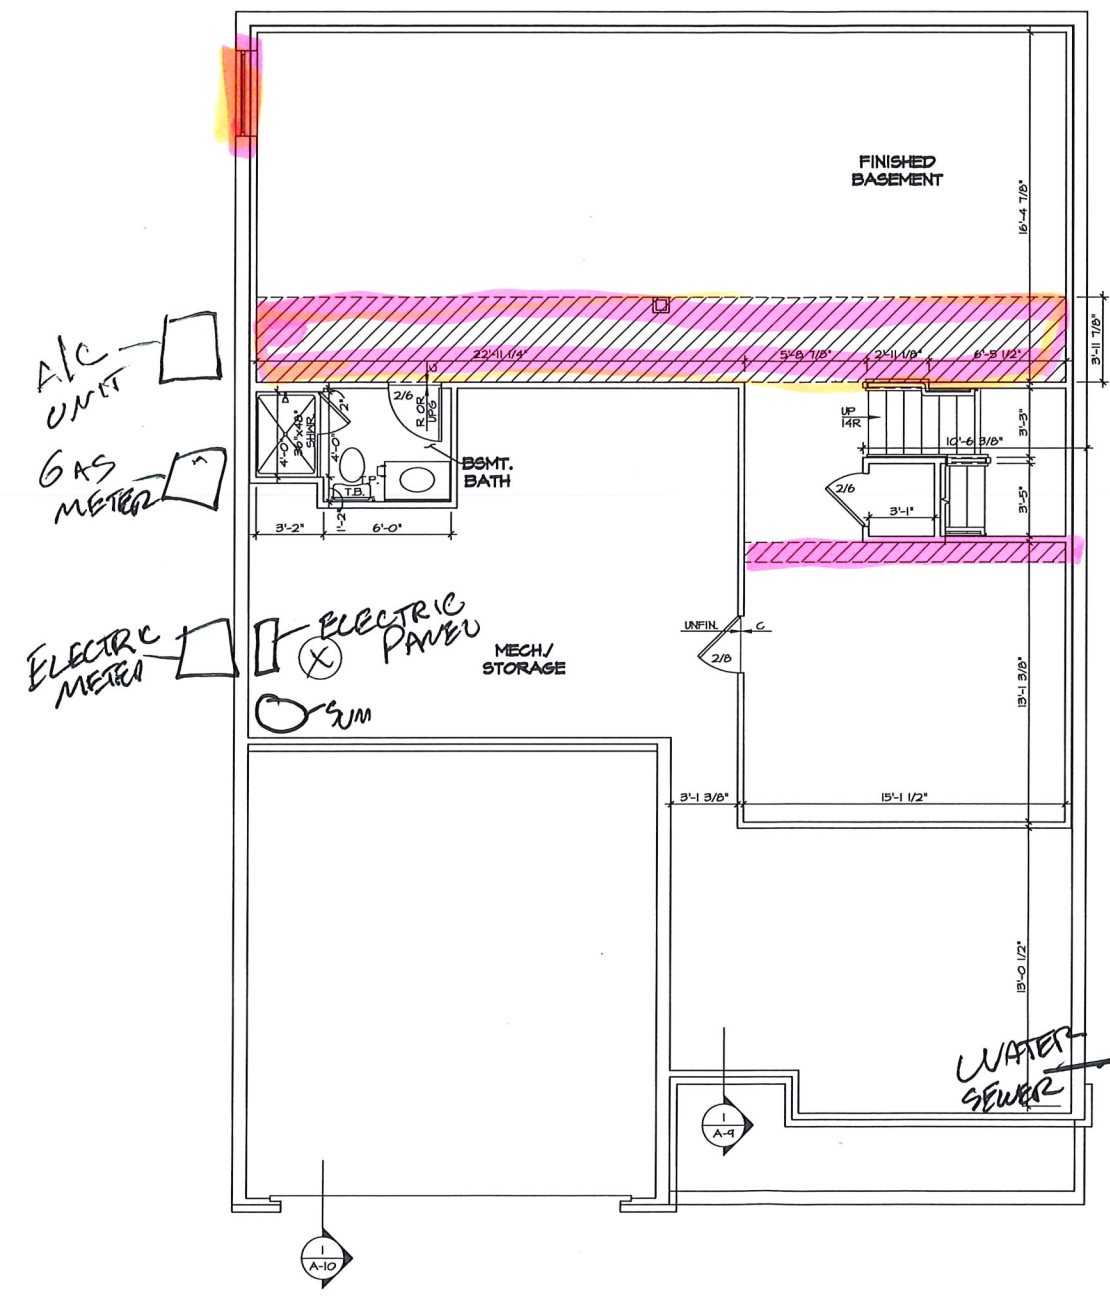 FINISHED
BASEMENT
16'-4 7/8"
3'-11 7/8"
22'-11 1/4"
5'-8 7/8"
2'-11 1/8"
6'-5 1/2"
A/C
UNIT
GAS
METER
ELECTRIC
METER
ELECTRIC
PANEL
X
SUM
2/6
R. OR
UPG
36"x48"
SHWR.
4'-0"
4'-0"
2"
T.P.
T.B.
1'-2"
BSMT.
BATH
3'-2"
6'-0"
UP
14R
10'-6 3/8"
3'-3"
2/6
3'-1"
3'-5"
UNFIN.
C
2/8
MECH./
STORAGE
13'-1 3/8"
3'-1 3/8"
15'-1 1/2"
13'-0 1/2"
WATER
SEWER
1
A-9
1
A-10